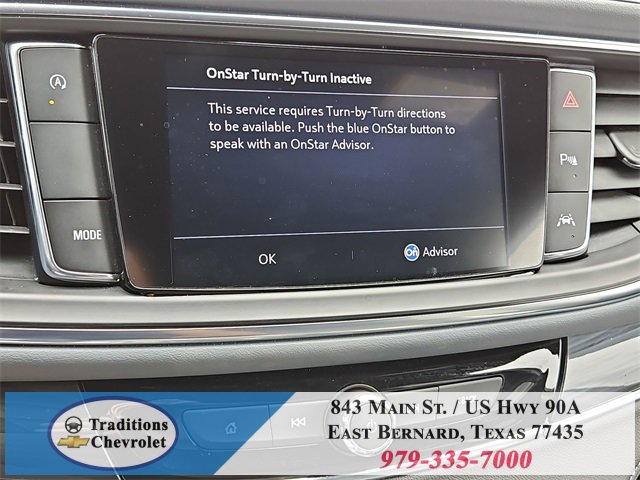 OnStar Turn-by-Turn Inactive
This service requires Turn-by-Turn directions
to be available. Push the blue OnStar button to
speak with an OnStar Advisor.
OK
On Advisor
A
P
MODE
Traditions
Chevrolet
843 Main St. / US Hwy 90A
East Bernard, Texas 77435
979-335-7000